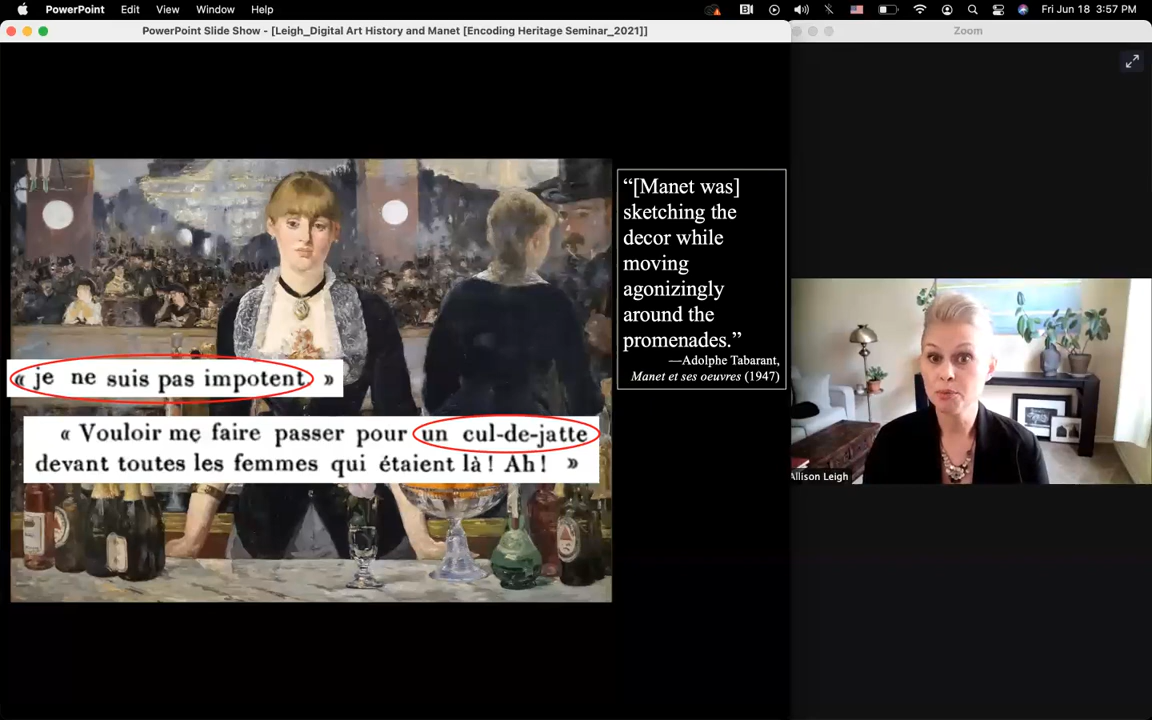 PowerPoint Edit View Window Help Fri Jun 18 3:57 PM
PowerPoint Slide Show - [Leigh_Digital Art History and Manet [Encoding Heritage Seminar_2021]]
Zoom
“[Manet was]
sketching the
decor while
moving
agonizingly
around the
promenades.”
—Adolphe Tabarant,
Manet et ses oeuvres (1947)
« je ne suis pas impotent. »
« Vouloir me faire passer pour un cul-de-jatte
devant toutes les femmes qui étaient là ! Ah ! »
Allison Leigh